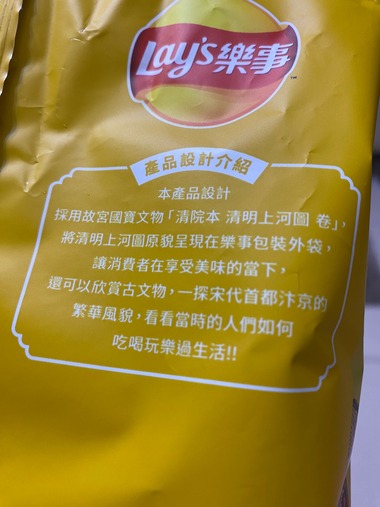 Lay's樂事
產品設計介紹
本產品設計
採用故宮國寶文物「清院本 清明上河圖 卷」,
將清明上河圖原貌呈現在樂事包裝外袋,
讓消費者在享受美味的當下,
還可以欣賞古文物,一探宋代首都汴京的
繁華風貌,看看當時的人們如何
吃喝玩樂過生活!!